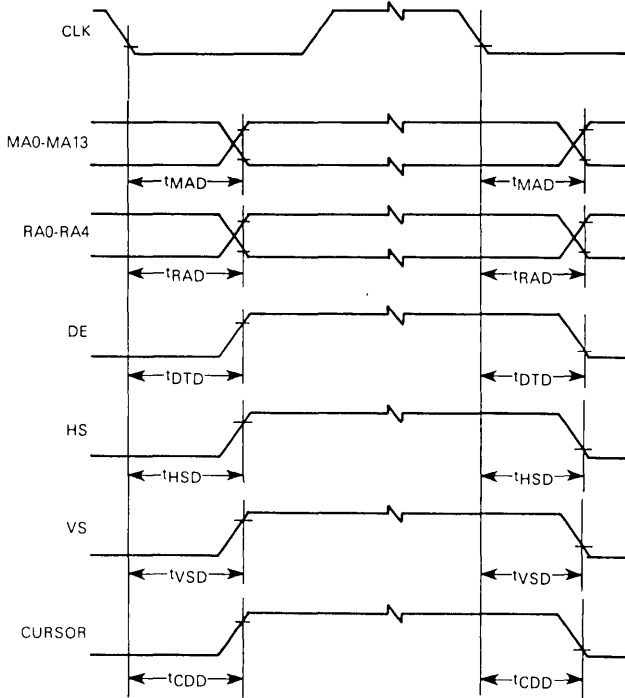 CLK
MA0-MA13
tMAD tMAD
RA0-RA4
tRAD tRAD
DE
tDTD tDTD
HS
tHSD tHSD
VS
tVSD tVSD
CURSOR
tCDD tCDD